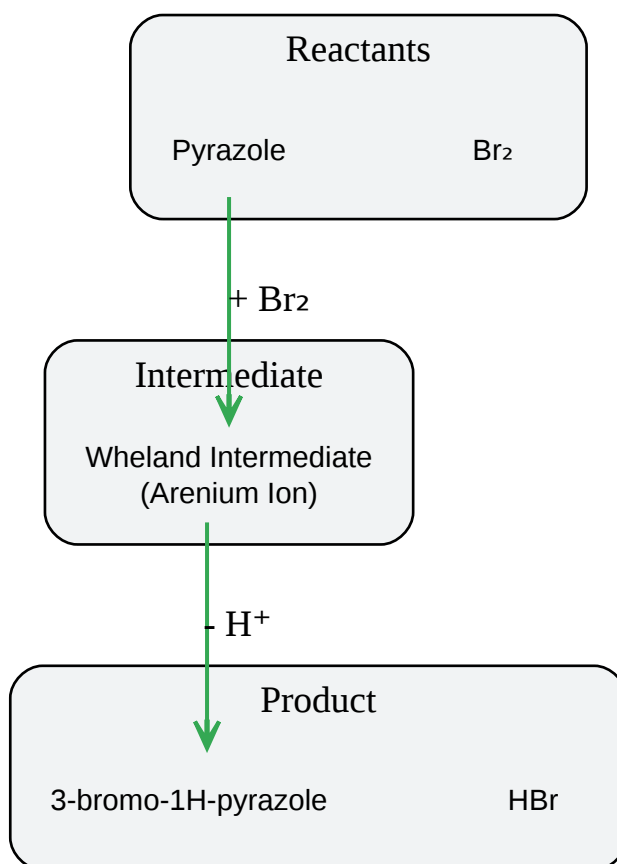 Reactants
Pyrazole
Br₂
+ Br₂
Intermediate
Wheland Intermediate
(Arenium Ion)
- H⁺
Product
3-bromo-1H-pyrazole
HBr